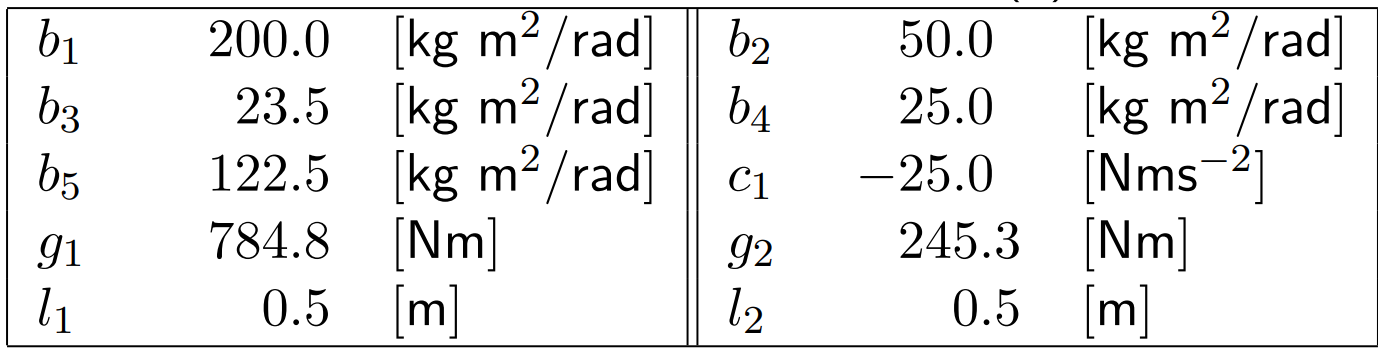 b₁ 200.0 [kg m²/rad] b₂ 50.0 [kg m²/rad]
b₃ 23.5 [kg m²/rad] b₄ 25.0 [kg m²/rad]
b₅ 122.5 [kg m²/rad] c₁ −25.0 [Nms⁻²]
g₁ 784.8 [Nm] g₂ 245.3 [Nm]
l₁ 0.5 [m] l₂ 0.5 [m]